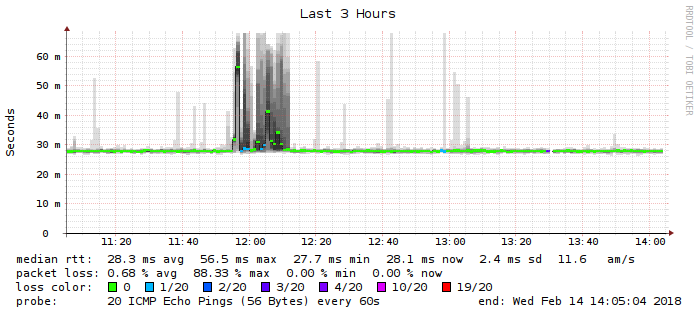 Last 3 Hours
RRDTOOL / TOBI OETIKER
Seconds
60 m
50 m
40 m
30 m
20 m
10 m
0
11:20 11:40 12:00 12:20 12:40 13:00 13:20 13:40 14:00
median rtt: 28.3 ms avg 56.5 ms max 27.7 ms min 28.1 ms now 2.4 ms sd 11.6 am/s
packet loss: 0.68 % avg 88.33 % max 0.00 % min 0.00 % now
loss color: 0 1/20 2/20 3/20 4/20 10/20 19/20
probe: 20 ICMP Echo Pings (56 Bytes) every 60s end: Wed Feb 14 14:05:04 2018